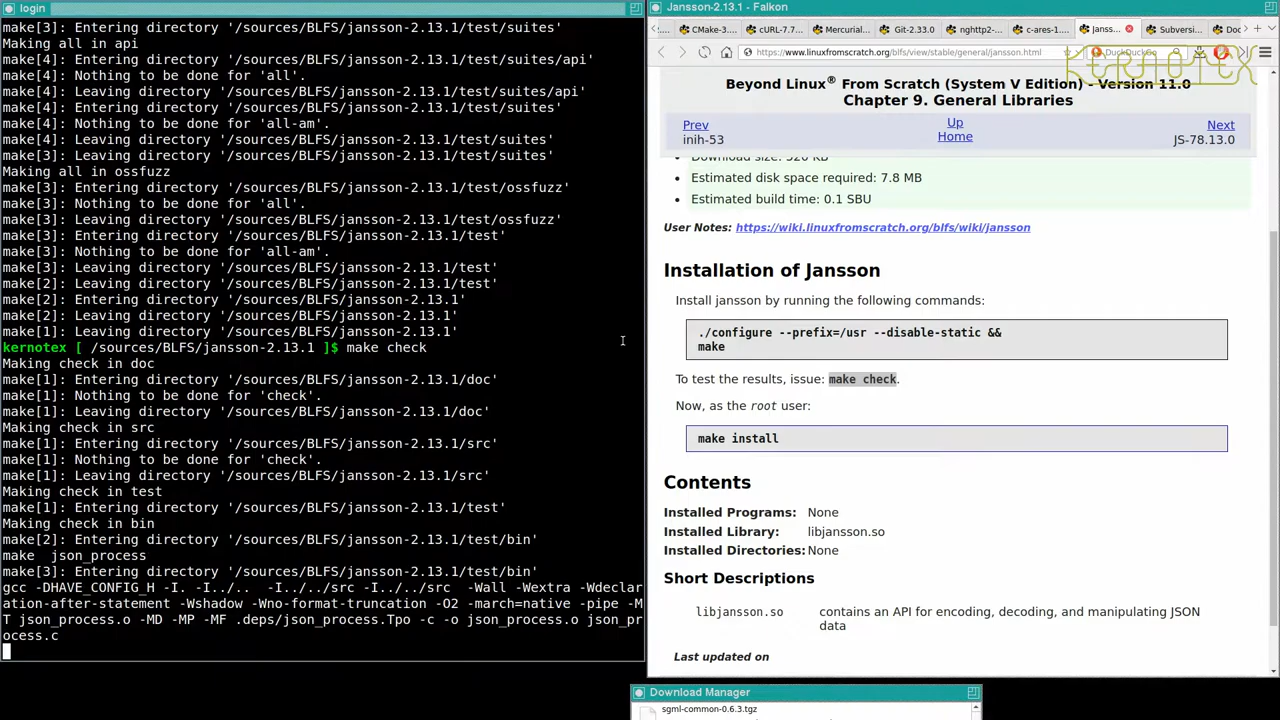 login
make[3]: Entering directory '/sources/BLFS/jansson-2.13.1/test/suites'
Making all in api
make[4]: Entering directory '/sources/BLFS/jansson-2.13.1/test/suites/api'
make[4]: Nothing to be done for 'all'.
make[4]: Leaving directory '/sources/BLFS/jansson-2.13.1/test/suites/api'
make[4]: Entering directory '/sources/BLFS/jansson-2.13.1/test/suites'
make[4]: Nothing to be done for 'all-am'.
make[4]: Leaving directory '/sources/BLFS/jansson-2.13.1/test/suites'
make[3]: Leaving directory '/sources/BLFS/jansson-2.13.1/test/suites'
Making all in ossfuzz
make[3]: Entering directory '/sources/BLFS/jansson-2.13.1/test/ossfuzz'
make[3]: Nothing to be done for 'all'.
make[3]: Leaving directory '/sources/BLFS/jansson-2.13.1/test/ossfuzz'
make[3]: Entering directory '/sources/BLFS/jansson-2.13.1/test'
make[3]: Nothing to be done for 'all-am'.
make[3]: Leaving directory '/sources/BLFS/jansson-2.13.1/test'
make[2]: Leaving directory '/sources/BLFS/jansson-2.13.1/test'
make[2]: Entering directory '/sources/BLFS/jansson-2.13.1'
make[2]: Leaving directory '/sources/BLFS/jansson-2.13.1'
make[1]: Leaving directory '/sources/BLFS/jansson-2.13.1'
kernotex [ /sources/BLFS/jansson-2.13.1 ]$ make check
Making check in doc
make[1]: Entering directory '/sources/BLFS/jansson-2.13.1/doc'
make[1]: Nothing to be done for 'check'.
make[1]: Leaving directory '/sources/BLFS/jansson-2.13.1/doc'
Making check in src
make[1]: Entering directory '/sources/BLFS/jansson-2.13.1/src'
make[1]: Nothing to be done for 'check'.
make[1]: Leaving directory '/sources/BLFS/jansson-2.13.1/src'
Making check in test
make[1]: Entering directory '/sources/BLFS/jansson-2.13.1/test'
Making check in bin
make[2]: Entering directory '/sources/BLFS/jansson-2.13.1/test/bin'
make  json_process
make[3]: Entering directory '/sources/BLFS/jansson-2.13.1/test/bin'
gcc -DHAVE_CONFIG_H -I. -I../..  -I../../src -I../../src  -Wall -Wextra -Wdeclar
ation-after-statement -Wshadow -Wno-format-truncation -O2 -march=native -pipe -M
T json_process.o -MD -MP -MF .deps/json_process.Tpo -c -o json_process.o json_pr
ocess.c
Jansson-2.13.1 - Falkon
CMake-3.... cURL-7.7... Mercurial... Git-2.33.0 nghttp2-... c-ares-1.... Janss... Subversi... Do
https://www.linuxfromscratch.org/blfs/view/stable/general/jansson.html DuckDuckGo
KERNOTEX
Beyond Linux® From Scratch (System V Edition) - Version 11.0
Chapter 9. General Libraries
Prev Up Next
inih-53 Home JS-78.13.0
Download size: 520 KB
Estimated disk space required: 7.8 MB
Estimated build time: 0.1 SBU
User Notes: https://wiki.linuxfromscratch.org/blfs/wiki/jansson
Installation of Jansson
Install jansson by running the following commands:
./configure --prefix=/usr --disable-static &&
make
To test the results, issue: make check.
Now, as the root user:
make install
Contents
Installed Programs: None
Installed Library: libjansson.so
Installed Directories: None
Short Descriptions
libjansson.so contains an API for encoding, decoding, and manipulating JSON
data
Last updated on
Download Manager
sgml-common-0.6.3.tgz